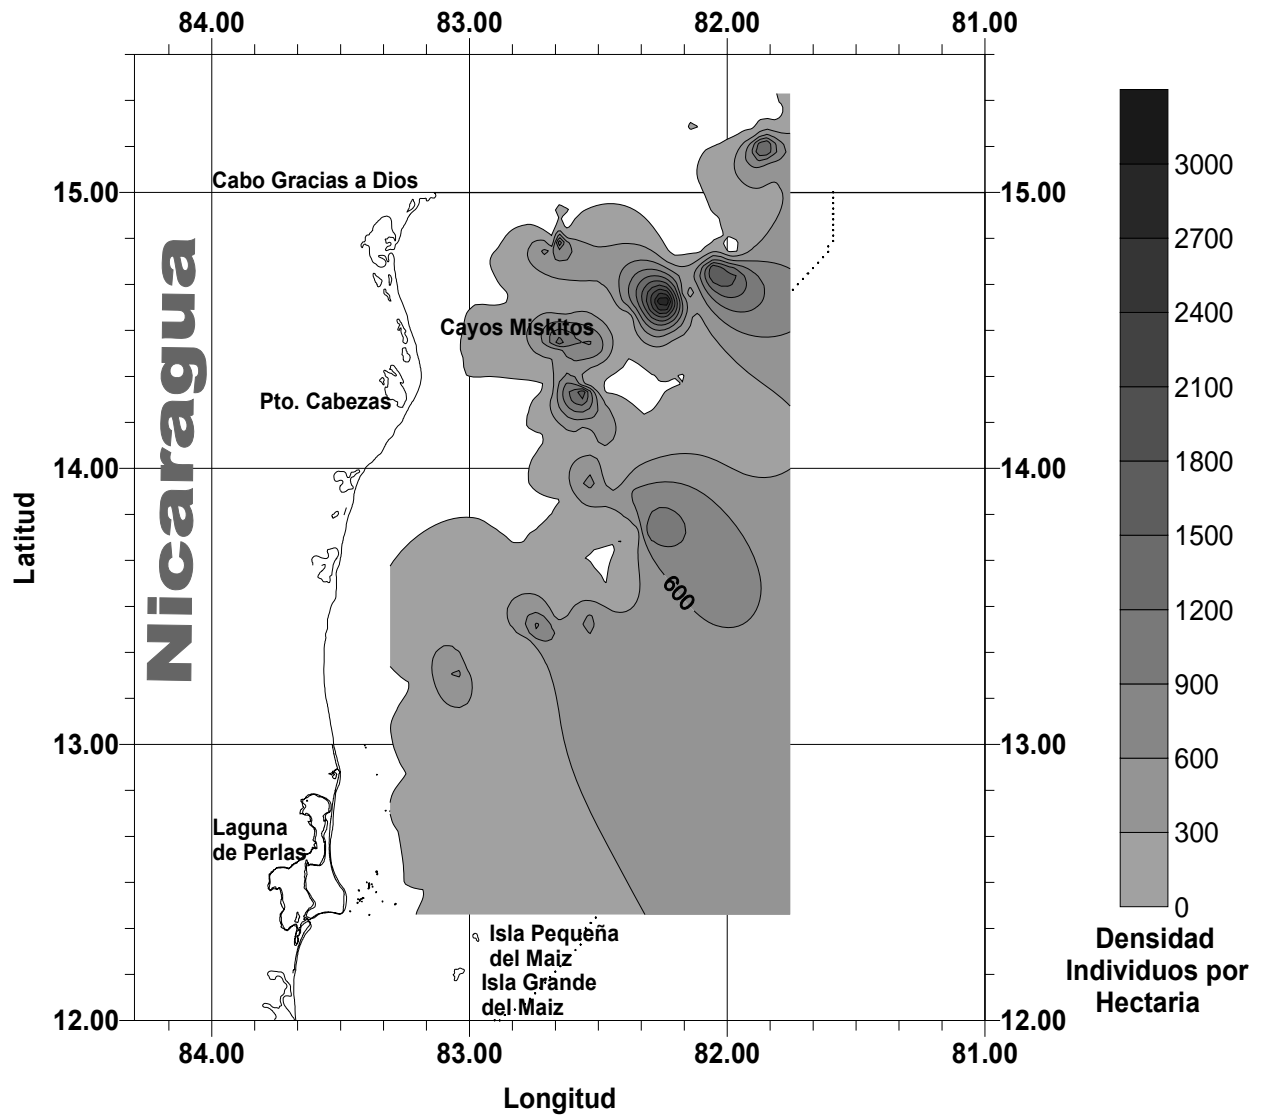 84.00
83.00
82.00
81.00
Cabo Gracias a Dios
15.00
15.00
3000
2700
2400
2100
1800
1500
1200
900
600
300
0
Nicaragua
Cayos Miskitos
Pto. Cabezas
14.00
14.00
Latitud
600
13.00
13.00
Laguna
de Perlas
Isla Pequeña
del Maiz
Isla Grande
del Maiz
Densidad
Individuos por
Hectaria
12.00
12.00
84.00
83.00
82.00
81.00
Longitud